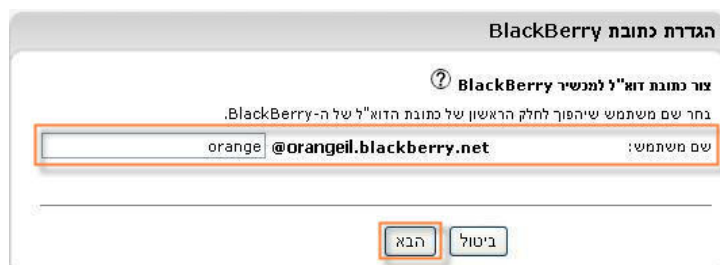 הגדרת כתובת BlackBerry
צור כתובת דוא"ל למכשיר BlackBerry ?
בחר שם משתמש שיהפוך לחלק הראשון של כתובת הדוא"ל של ה-BlackBerry.
שם משתמש: orange @orangeil.blackberry.net
ביטול הבא